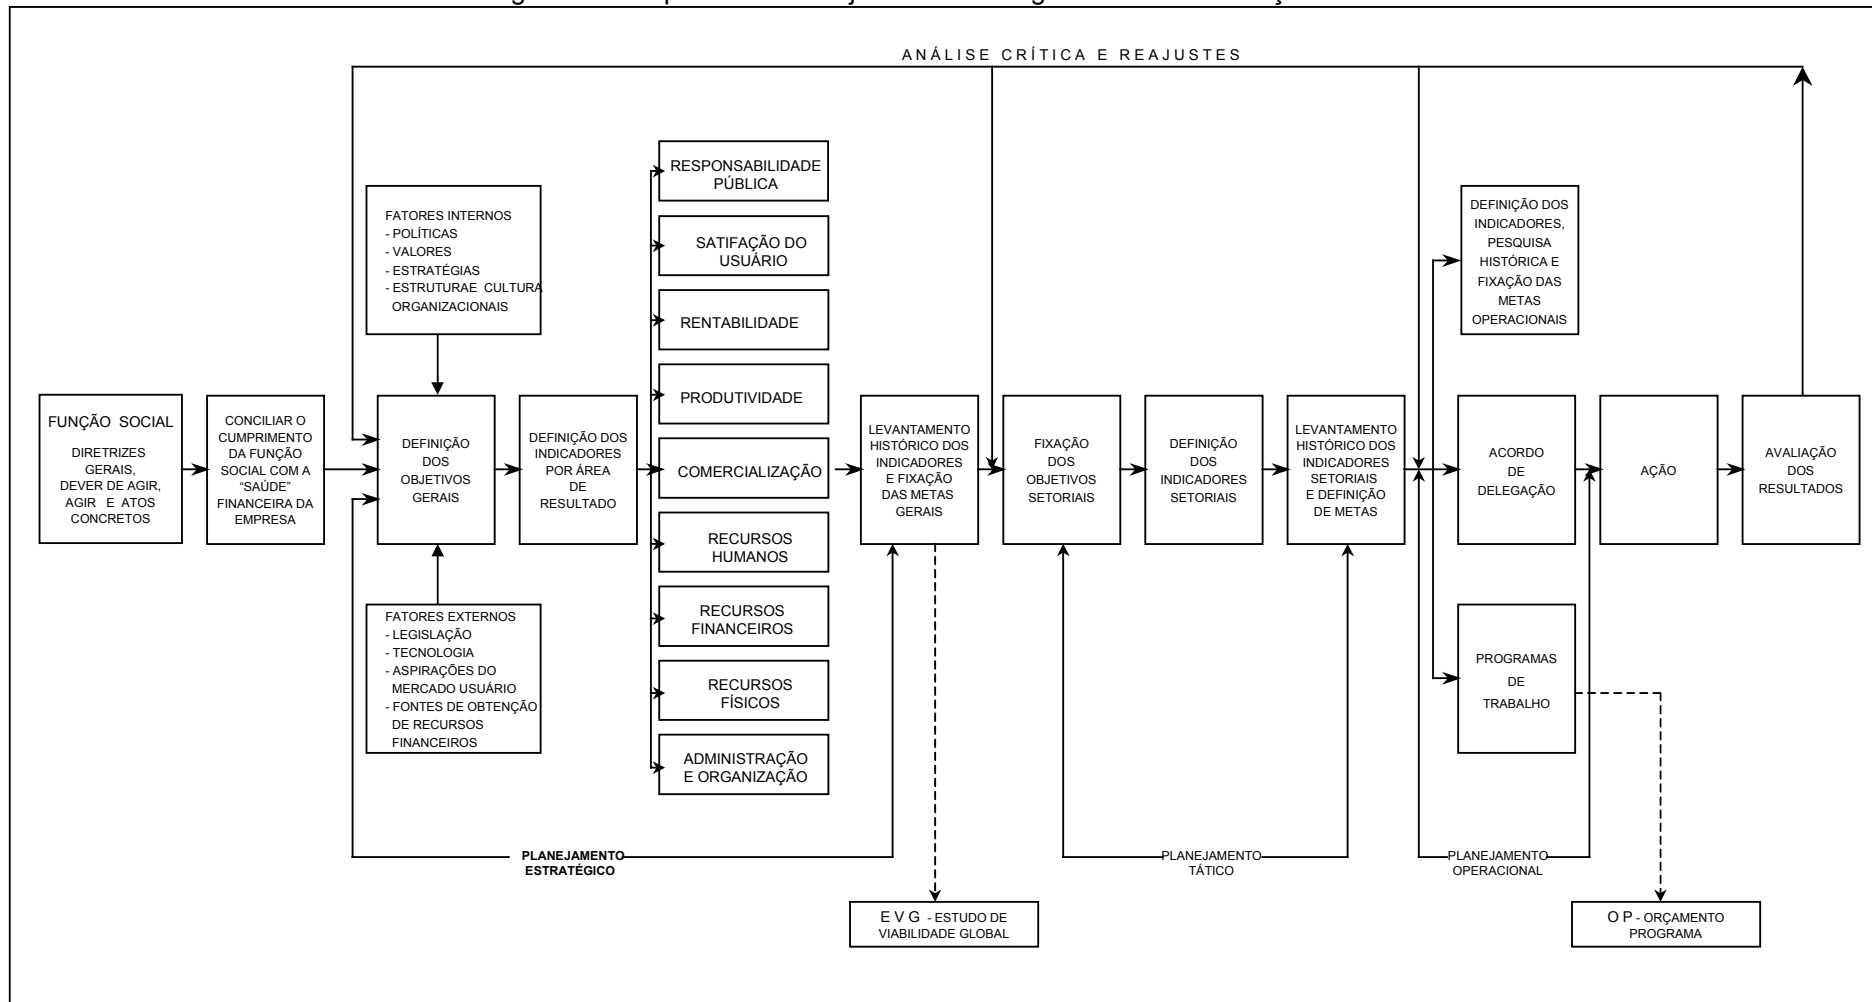 ANÁLISE CRÍTICA E REAJUSTES
FUNÇÃO SOCIAL
DIRETRIZES
GERAIS,
DEVER DE AGIR,
AGIR E ATOS
CONCRETOS
CONCILIAR O
CUMPRIMENTO
DA FUNÇÃO
SOCIAL COM A
“SAÚDE”
FINANCEIRA DA
EMPRESA
FATORES INTERNOS
- POLÍTICAS
- VALORES
- ESTRATÉGIAS
- ESTRUTURAE CULTURA
ORGANIZACIONAIS
DEFINIÇÃO
DOS
OBJETIVOS
GERAIS
FATORES EXTERNOS
- LEGISLAÇÃO
- TECNOLOGIA
- ASPIRAÇÕES DO
MERCADO USUÁRIO
- FONTES DE OBTENÇÃO
DE RECURSOS
FINANCEIROS
DEFINIÇÃO DOS
INDICADORES
POR ÁREA
DE
RESULTADO
RESPONSABILIDADE
PÚBLICA
SATIFAÇÃO DO
USUÁRIO
RENTABILIDADE
PRODUTIVIDADE
COMERCIALIZAÇÃO
RECURSOS
HUMANOS
RECURSOS
FINANCEIROS
RECURSOS
FÍSICOS
ADMINISTRAÇÃO
E ORGANIZAÇÃO
LEVANTAMENTO
HISTÓRICO DOS
INDICADORES
E FIXAÇÃO
DAS METAS
GERAIS
FIXAÇÃO
DOS
OBJETIVOS
SETORIAIS
DEFINIÇÃO
DOS
INDICADORES
SETORIAIS
LEVANTAMENTO
HISTÓRICO DOS
INDICADORES
SETORIAIS
E DEFINIÇÃO
DE METAS
DEFINIÇÃO DOS
INDICADORES,
PESQUISA
HISTÓRICA E
FIXAÇÃO DAS
METAS
OPERACIONAIS
ACORDO
DE
DELEGAÇÃO
PROGRAMAS
DE
TRABALHO
AÇÃO
AVALIAÇÃO
DOS
RESULTADOS
PLANEJAMENTO
ESTRATÉGICO
PLANEJAMENTO
TÁTICO
PLANEJAMENTO
OPERACIONAL
E V G - ESTUDO DE
VIABILIDADE GLOBAL
O P - ORÇAMENTO
PROGRAMA